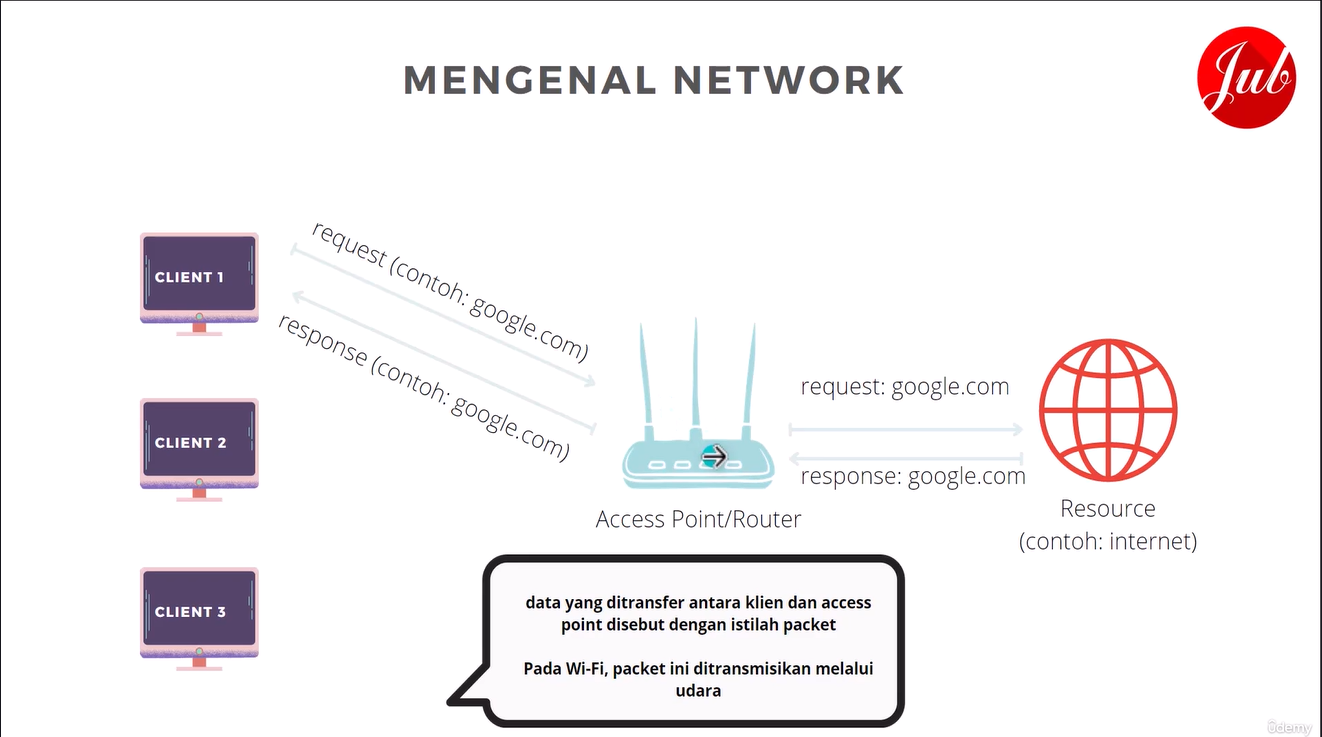 MENGENAL NETWORK
Jub
request (contoh: google.com)
CLIENT 1
response (contoh: google.com)
CLIENT 2
request: google.com
response: google.com
Access Point/Router
Resource
(contoh: internet)
CLIENT 3
data yang ditransfer antara klien dan access
point disebut dengan istilah packet
Pada Wi-Fi, packet ini ditransmisikan melalui
udara
ûdemy